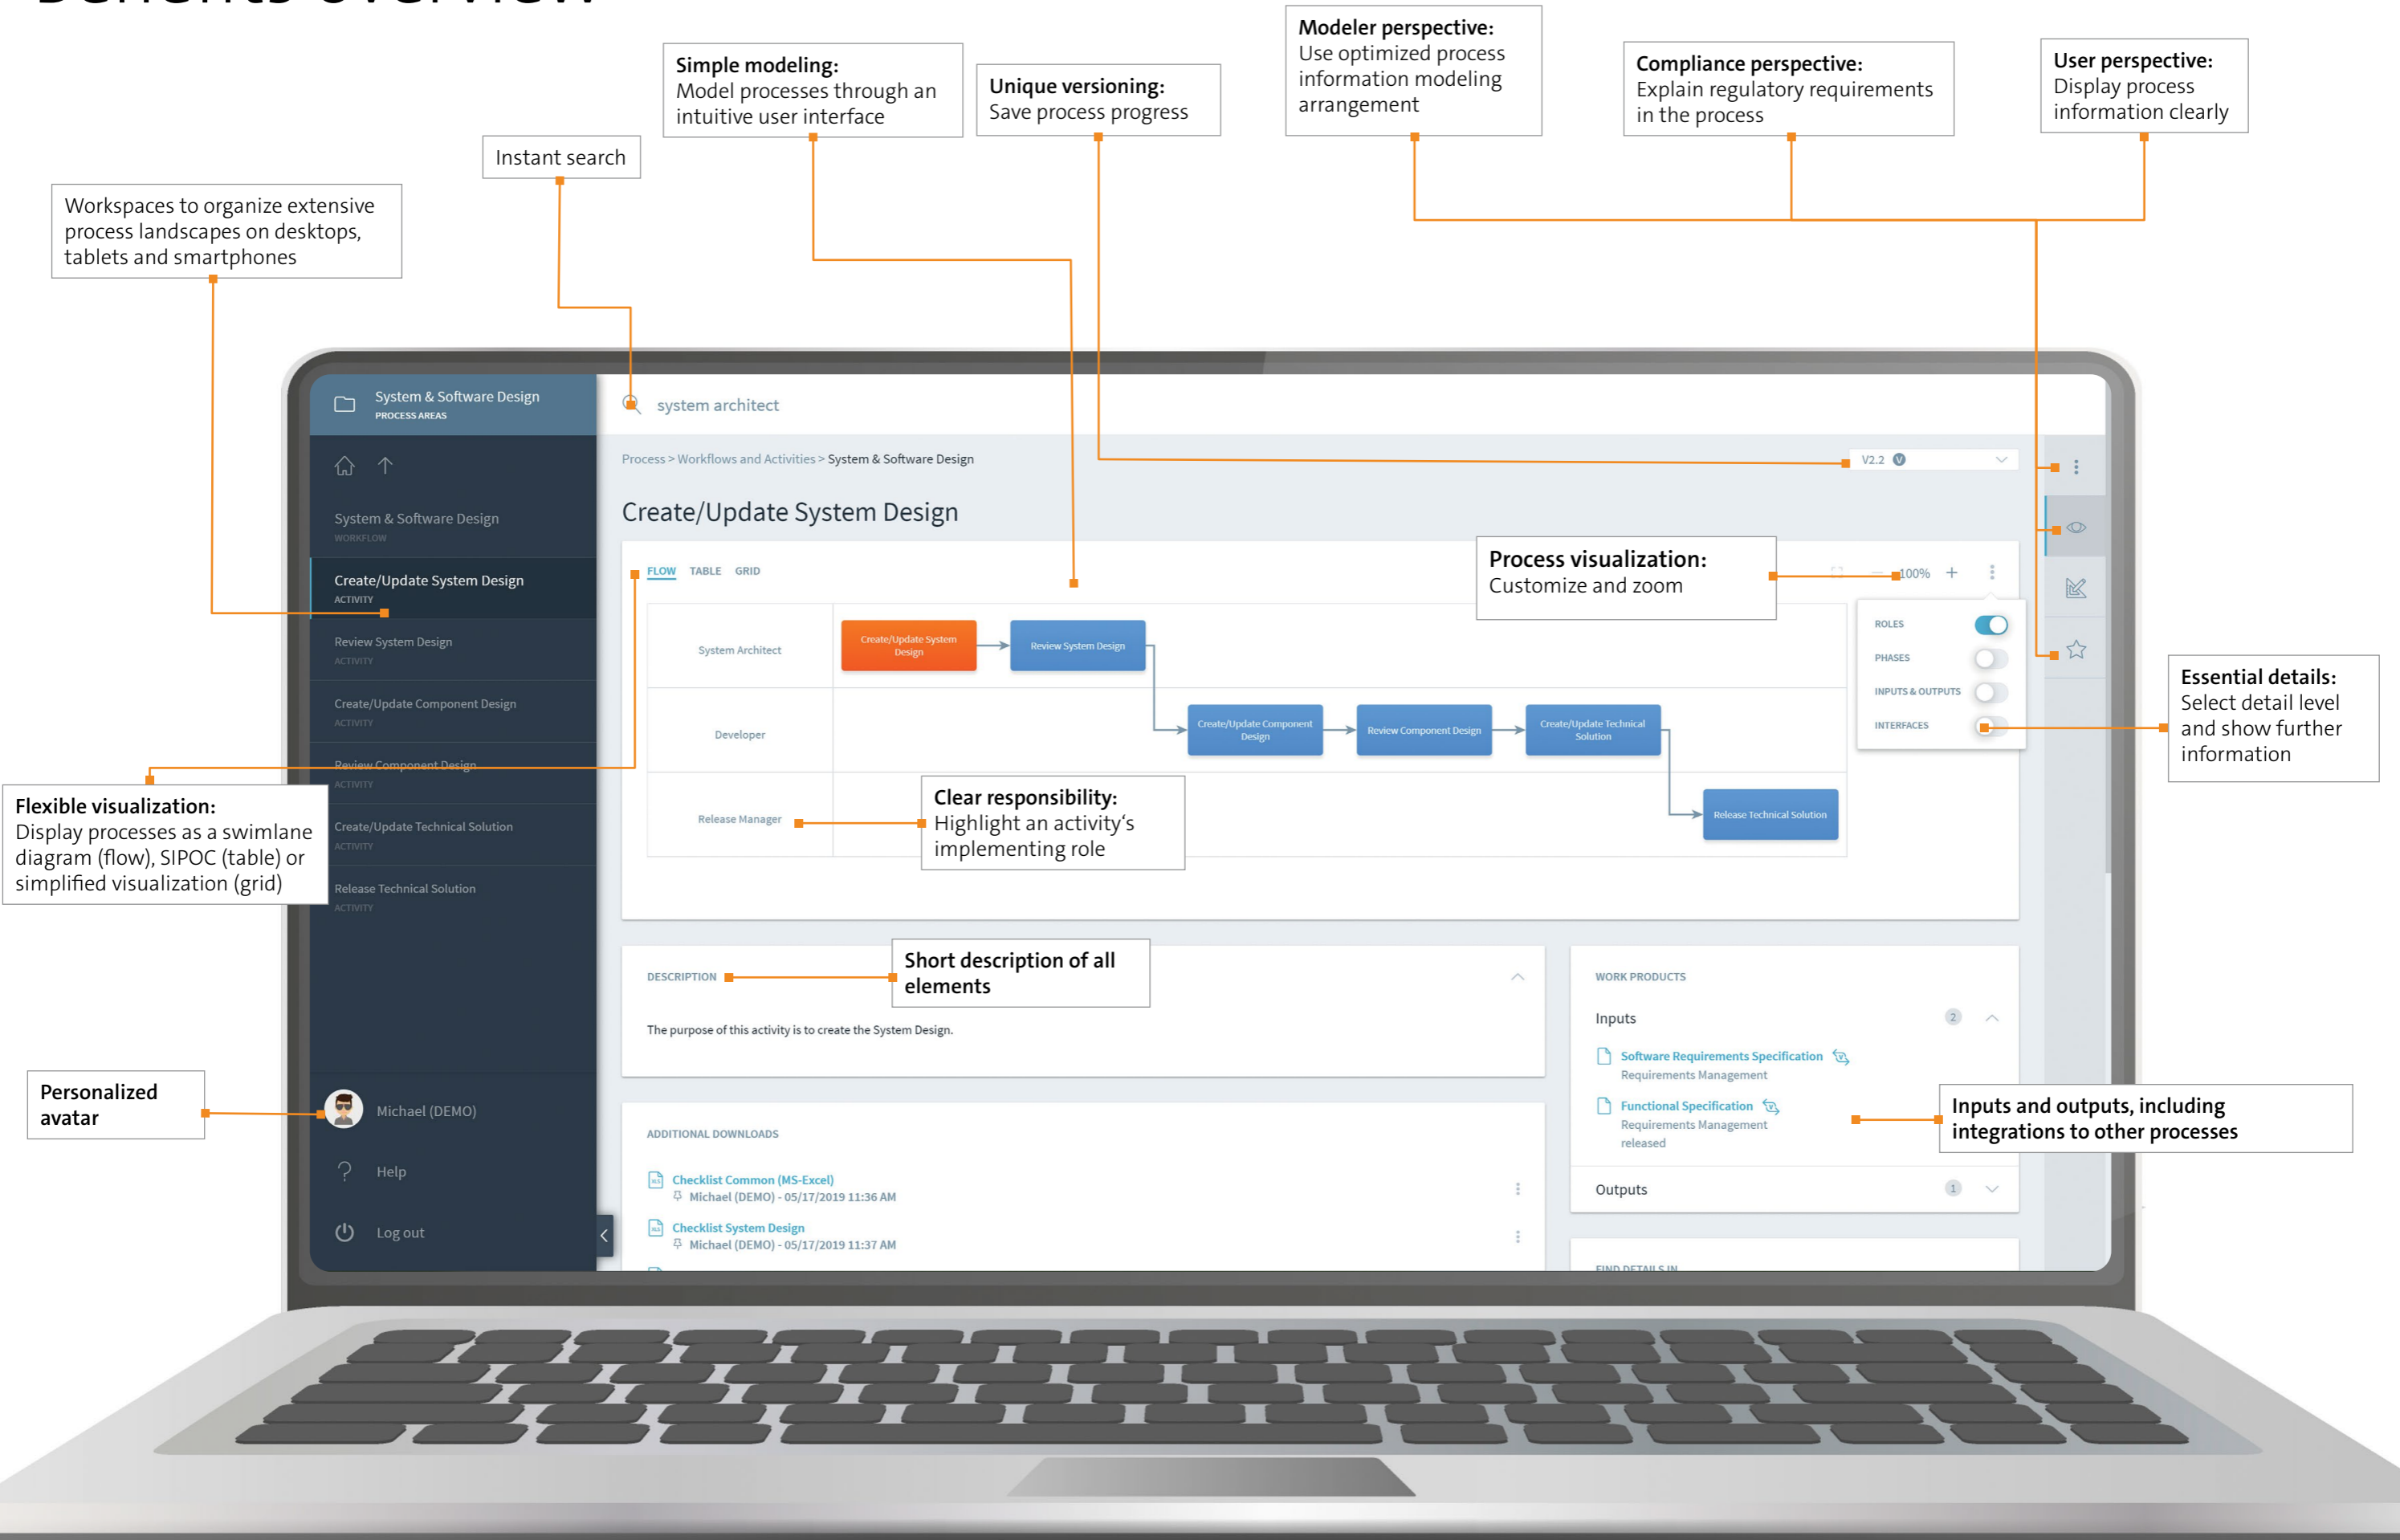 Benefits overview
Modeler perspective:
Use optimized process
information modeling
arrangement
Simple modeling:
Model processes through an
intuitive user interface
Unique versioning:
Save process progress
Compliance perspective:
Explain regulatory requirements
in the process
User perspective:
Display process
information clearly
Instant search
Workspaces to organize extensive
process landscapes on desktops,
tablets and smartphones
System & Software Design
PROCESS AREAS
system architect
Process > Workflows and Activities > System & Software Design
V2.2 V
Create/Update System Design
System & Software Design
WORKFLOW
Create/Update System Design
ACTIVITY
Review System Design
ACTIVITY
Create/Update Component Design
ACTIVITY
Review Component Design
ACTIVITY
Create/Update Technical Solution
ACTIVITY
Release Technical Solution
ACTIVITY
FLOW TABLE GRID
Process visualization:
Customize and zoom
100%
ROLES
PHASES
INPUTS & OUTPUTS
INTERFACES
System Architect
Create/Update System
Design
Review System Design
Developer
Create/Update Component
Design
Review Component Design
Create/Update Technical
Solution
Release Manager
Release Technical Solution
Essential details:
Select detail level
and show further
information
Flexible visualization:
Display processes as a swimlane
diagram (flow), SIPOC (table) or
simplified visualization (grid)
Clear responsibility:
Highlight an activity‘s
implementing role
DESCRIPTION
Short description of all
elements
The purpose of this activity is to create the System Design.
WORK PRODUCTS
Inputs 2
Software Requirements Specification
Requirements Management
Functional Specification
Requirements Management
released
Outputs 1
Inputs and outputs, including
integrations to other processes
Personalized
avatar
Michael (DEMO)
Help
Log out
ADDITIONAL DOWNLOADS
Checklist Common (MS-Excel)
Michael (DEMO) - 05/17/2019 11:36 AM
Checklist System Design
Michael (DEMO) - 05/17/2019 11:37 AM
FIND DETAILS IN